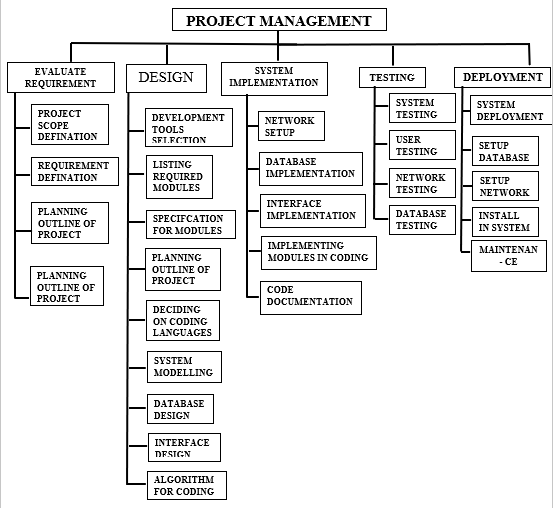 PROJECT MANAGEMENT
EVALUATE
REQUIREMENT
PROJECT
SCOPE
DEFINATION
REQUIREMENT
DEFINATION
PLANNING
OUTLINE OF
PROJECT
PLANNING
OUTLINE OF
PROJECT
DESIGN
DEVELOPMENT
TOOLS
SELECTION
LISTING
REQUIRED
MODULES
SPECIFCATION
FOR MODULES
PLANNING
OUTLINE OF
PROJECT
DECIDING
ON CODING
LANGUAGES
SYSTEM
MODELLING
DATABASE
DESIGN
INTERFACE
DESIGN
ALGORITHM
FOR CODING
SYSTEM
IMPLEMENTATION
NETWORK
SETUP
DATABASE
IMPLEMENTATION
INTERFACE
IMPLEMENTATION
IMPLEMENTING
MODULES IN CODING
CODE
DOCUMENTATION
TESTING
SYSTEM
TESTING
USER
TESTING
NETWORK
TESTING
DATABASE
TESTING
DEPLOYMENT
SYSTEM
DEPLOYMENT
SETUP
DATABASE
SETUP
NETWORK
INSTALL
IN SYSTEM
MAINTENAN
- CE